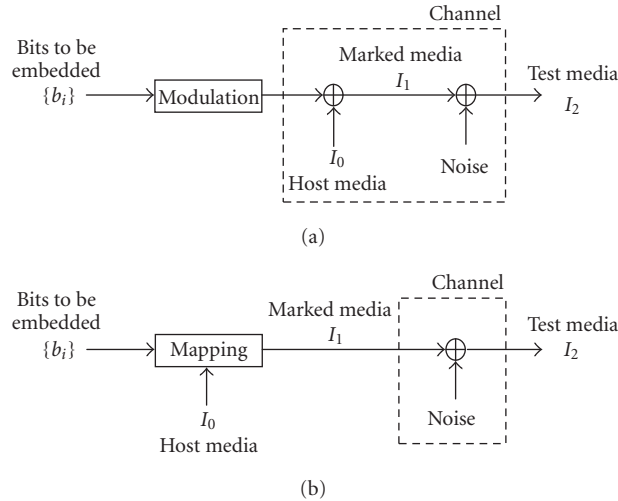 Channel
Bits to be
embedded
{b_i}
Modulation
Marked media
I_1
Test media
I_2
I_0
Host media
Noise
(a)
Channel
Bits to be
embedded
{b_i}
Mapping
Marked media
I_1
Test media
I_2
I_0
Host media
Noise
(b)